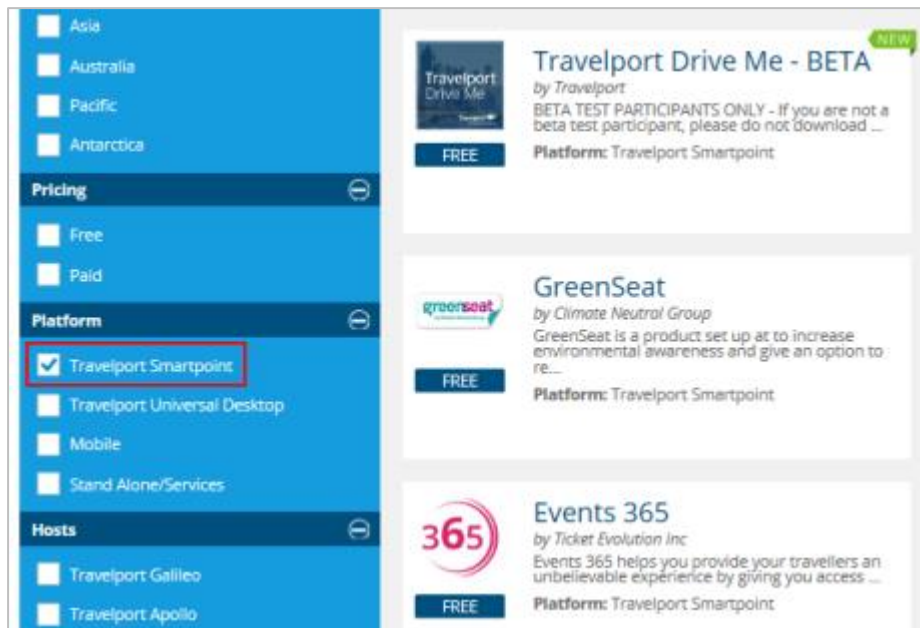 Asia
Australia
Pacific
Antarctica
Pricing
Free
Paid
Platform
Travelport Smartpoint
Travelport Universal Desktop
Mobile
Stand Alone/Services
Hosts
Travelport Galileo
Travelport Apollo
NEW
Travelport
Drive Me
FREE
Travelport Drive Me - BETA
by Travelport
BETA TEST PARTICIPANTS ONLY - If you are not a
beta test participant, please do not download ...
Platform: Travelport Smartpoint
greenseat
FREE
GreenSeat
by Climate Neutral Group
GreenSeat is a product set up at to increase
environmental awareness and give an option to
re...
Platform: Travelport Smartpoint
365
FREE
Events 365
by Ticket Evolution Inc
Events 365 helps you provide your travellers an
unbelievable experience by giving you access ...
Platform: Travelport Smartpoint